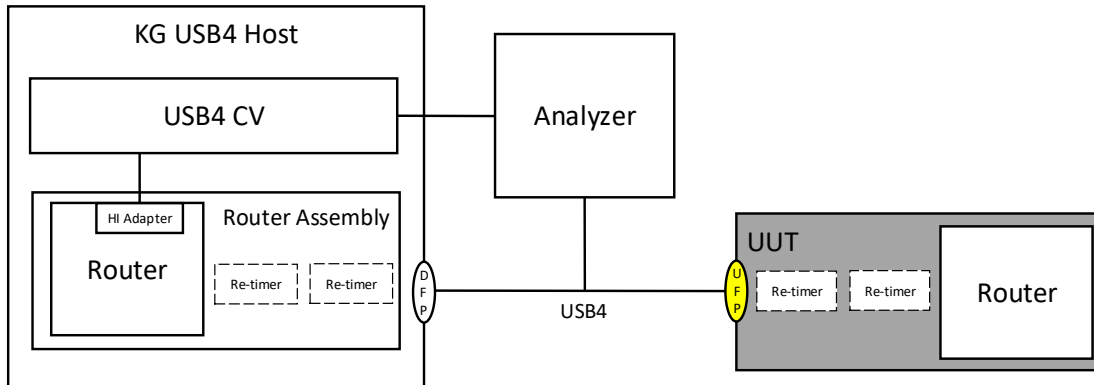 KG USB4 Host
USB4 CV
Analyzer
HI Adapter
Router Assembly
Router
Re-timer
Re-timer
D
F
P
USB4
UUT
U
F
P
Re-timer
Re-timer
Router